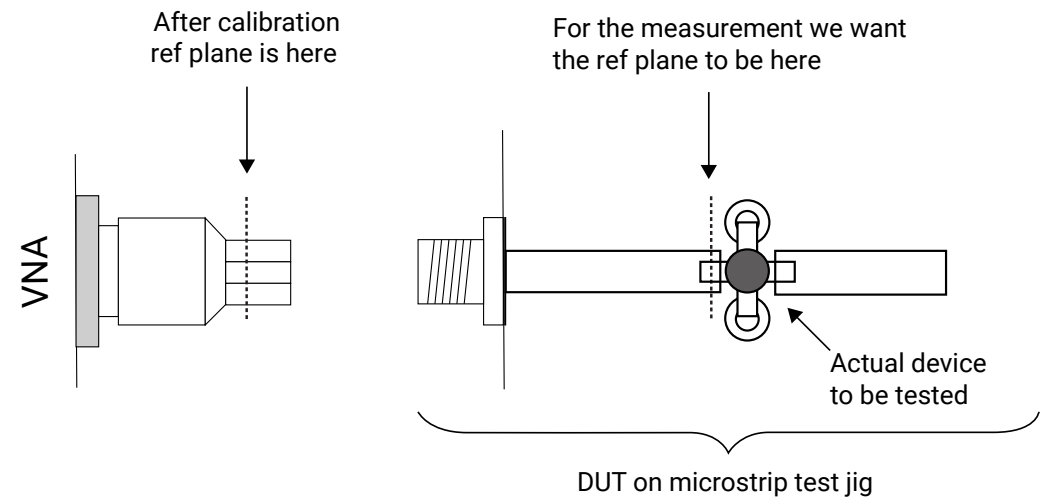 After calibration
ref plane is here
For the measurement we want
the ref plane to be here
VNA
Actual device
to be tested
DUT on microstrip test jig